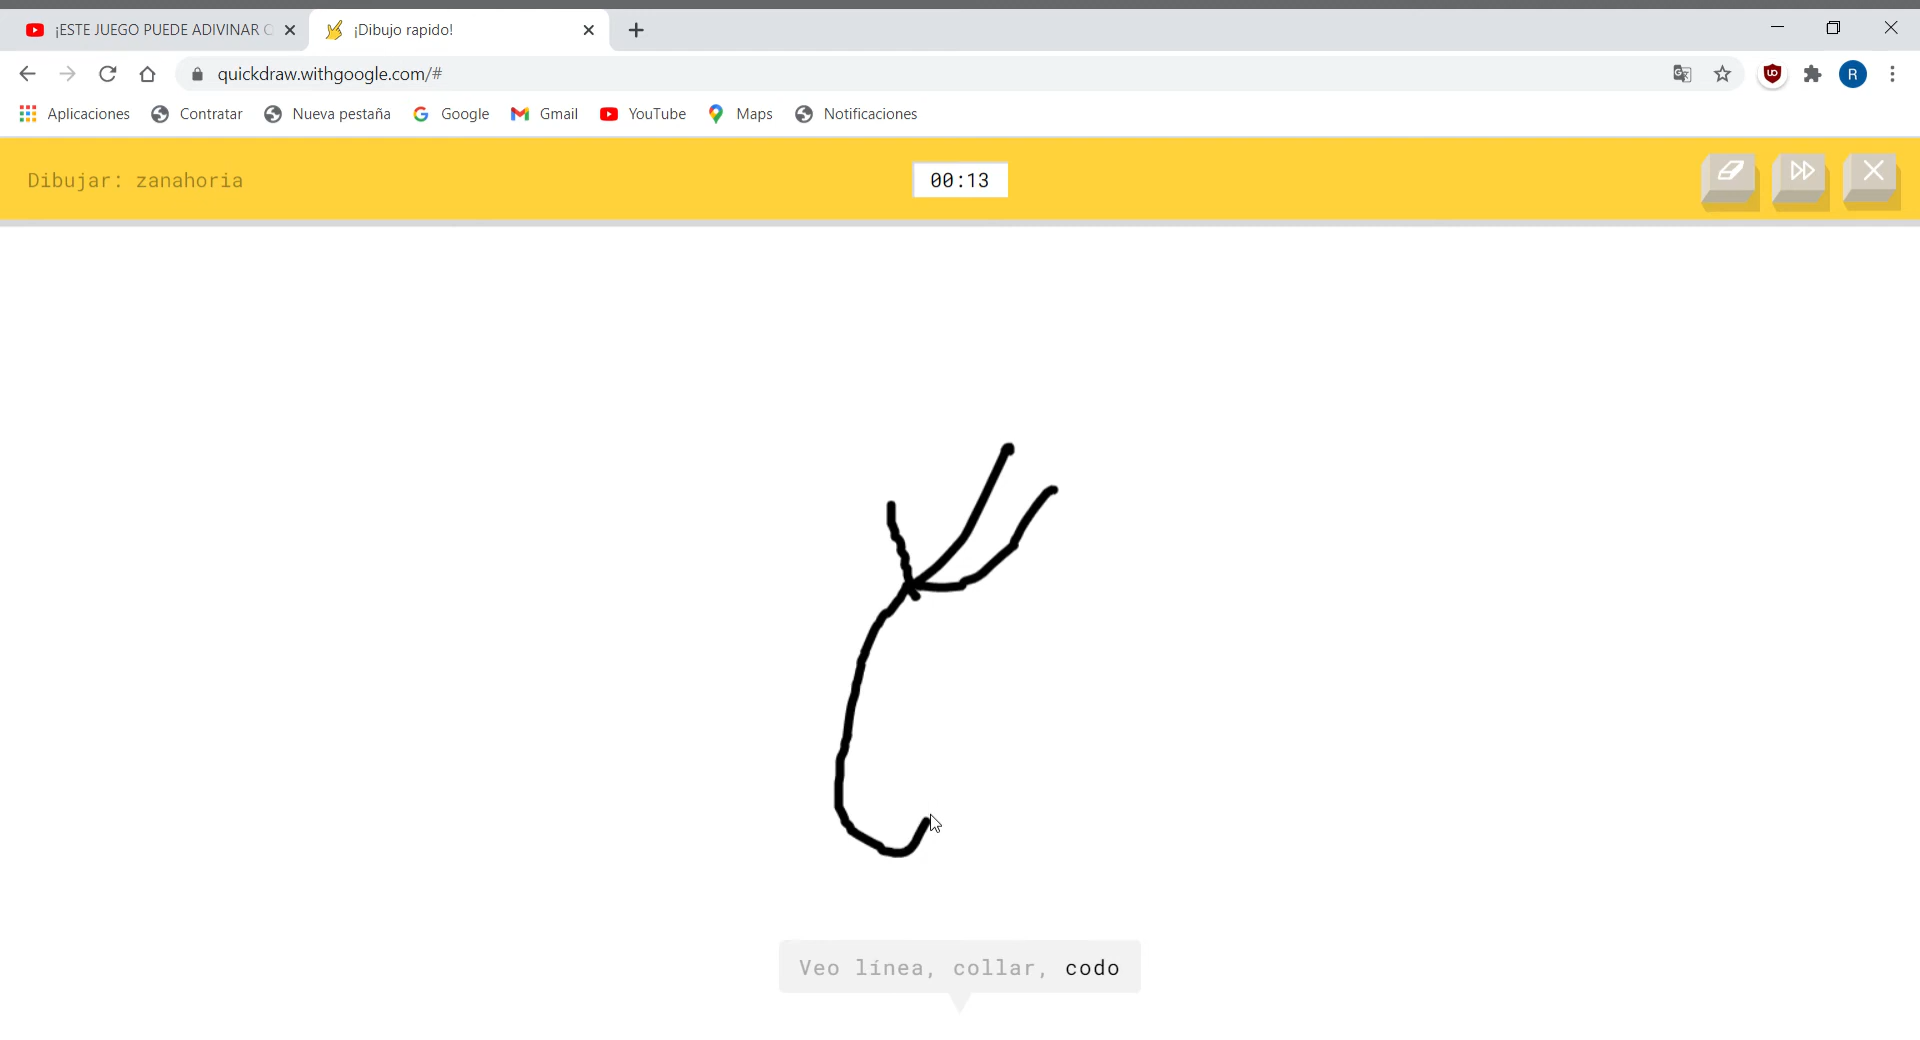 ¡ESTE JUEGO PUEDE ADIVINAR
¡Dibujo rapido!
quickdraw.withgoogle.com/#
R
Aplicaciones Contratar Nueva pestaña Google Gmail YouTube Maps Notificaciones
Dibujar: zanahoria
00:13
Veo línea, collar, codo